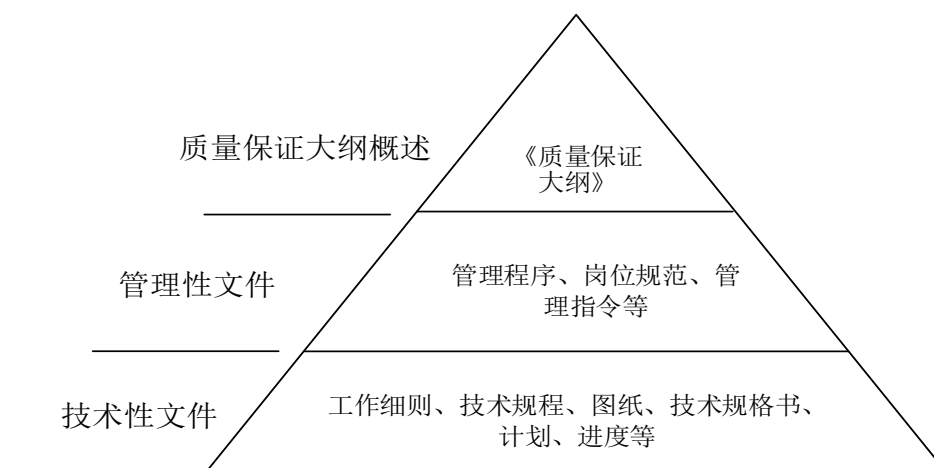 质量保证大纲概述
《质量保证
大纲》
管理性文件
管理程序、岗位规范、管
理指令等
技术性文件
工作细则、技术规程、图纸、技术规格书、
计划、进度等